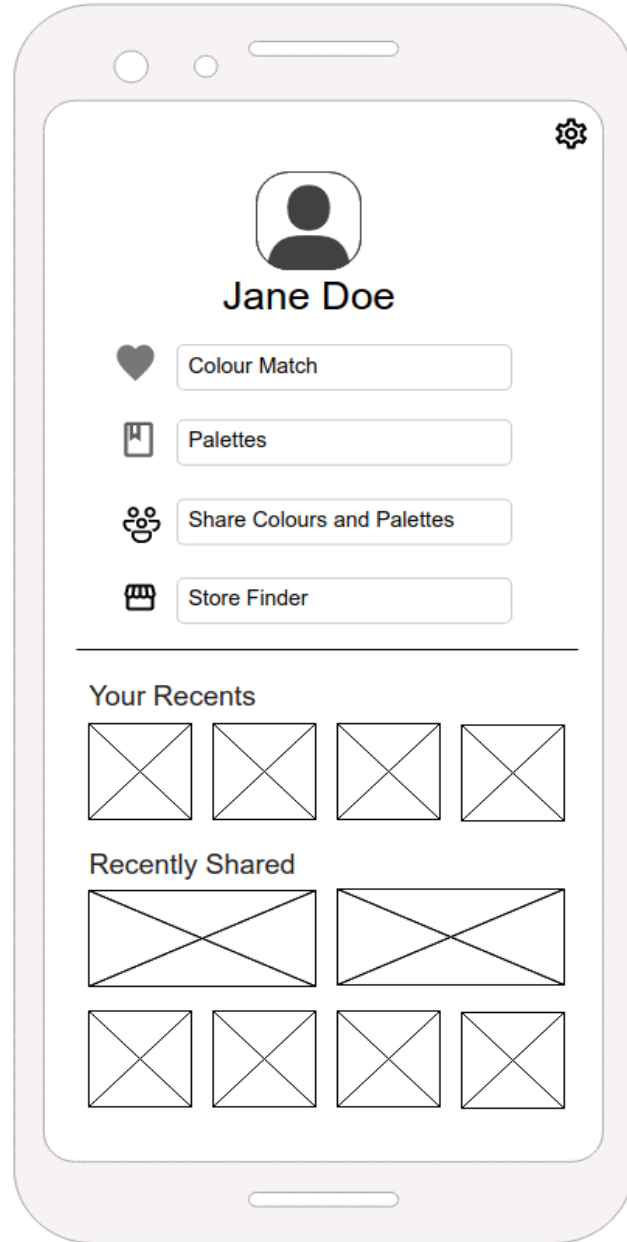 Jane Doe
Colour Match
Palettes
Share Colours and Palettes
Store Finder
Your Recents
Recently Shared